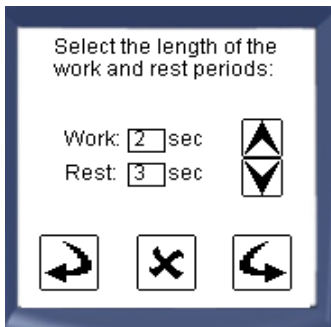 Select the length of the
work and rest periods:
Work: 2 sec
Rest: 3 sec